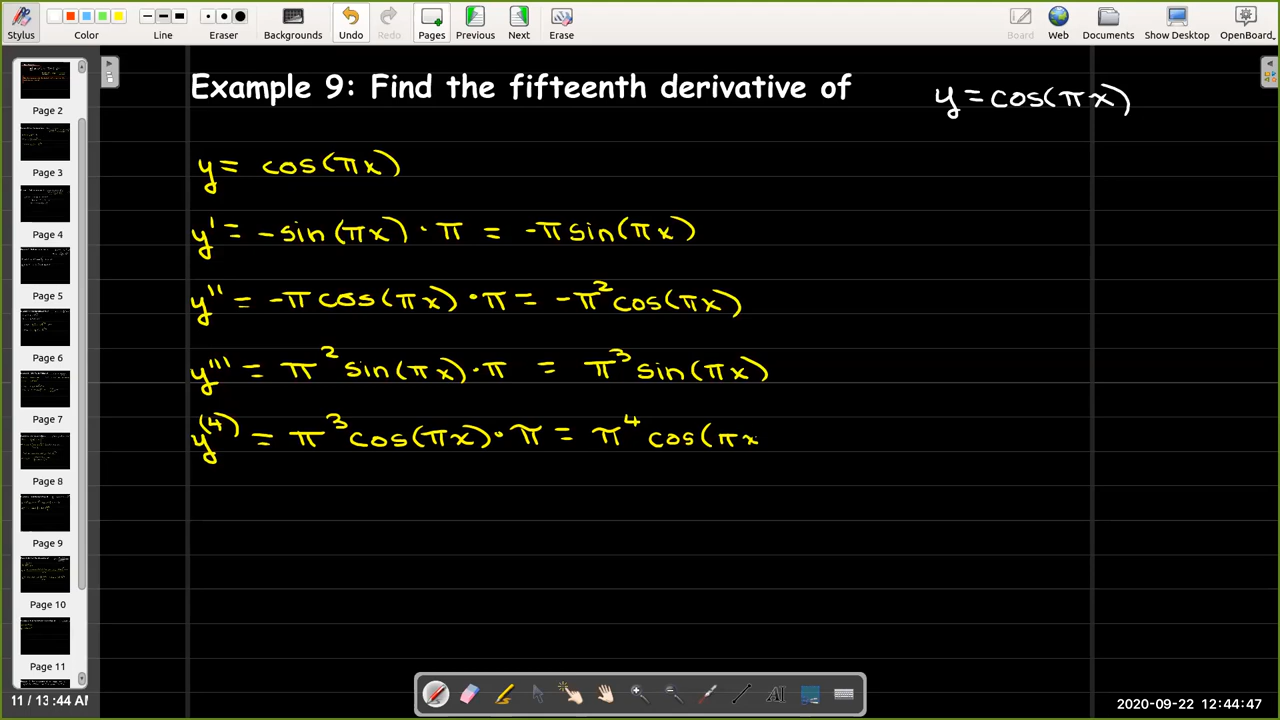 Stylus Color Line Eraser Backgrounds Undo Redo Pages Previous Next Erase Board Web Documents Show Desktop OpenBoard
Example 9: Find the fifteenth derivative of y = cos(πx)
y = cos(πx)
y' = -sin(πx) · π = -π sin(πx)
y'' = -π cos(πx) · π = -π² cos(πx)
y''' = π² sin(πx) · π = π³ sin(πx)
y⁽⁴⁾ = π³ cos(πx) · π = π⁴ cos(πx
Page 2
Page 3
Page 4
Page 5
Page 6
Page 7
Page 8
Page 9
Page 10
Page 11
11 / 13
:44 AM
2020-09-22 12:44:47